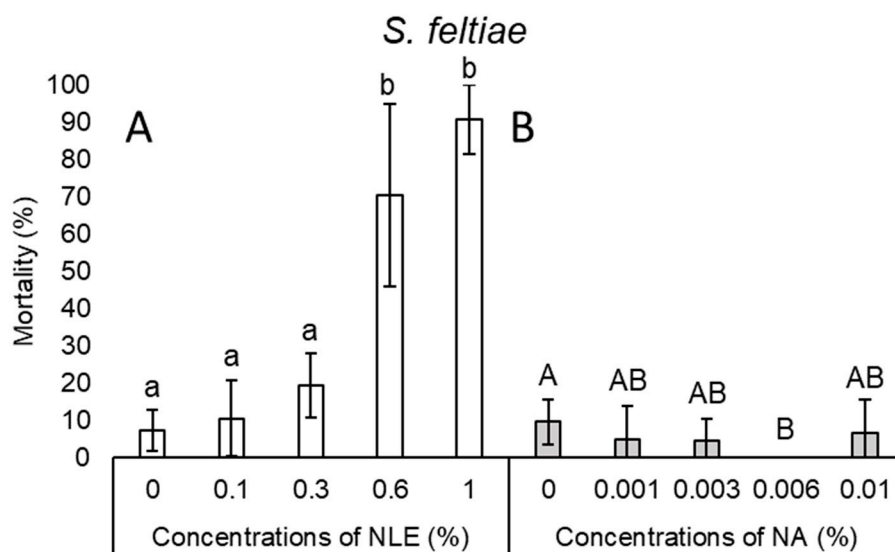 S. feltiae
Mortality (%)
100
90
80
70
60
50
40
30
20
10
0
A
a
a
a
b
b
B
A
AB
AB
B
AB
0 0.1 0.3 0.6 1
0 0.001 0.003 0.006 0.01
Concentrations of NLE (%)
Concentrations of NA (%)